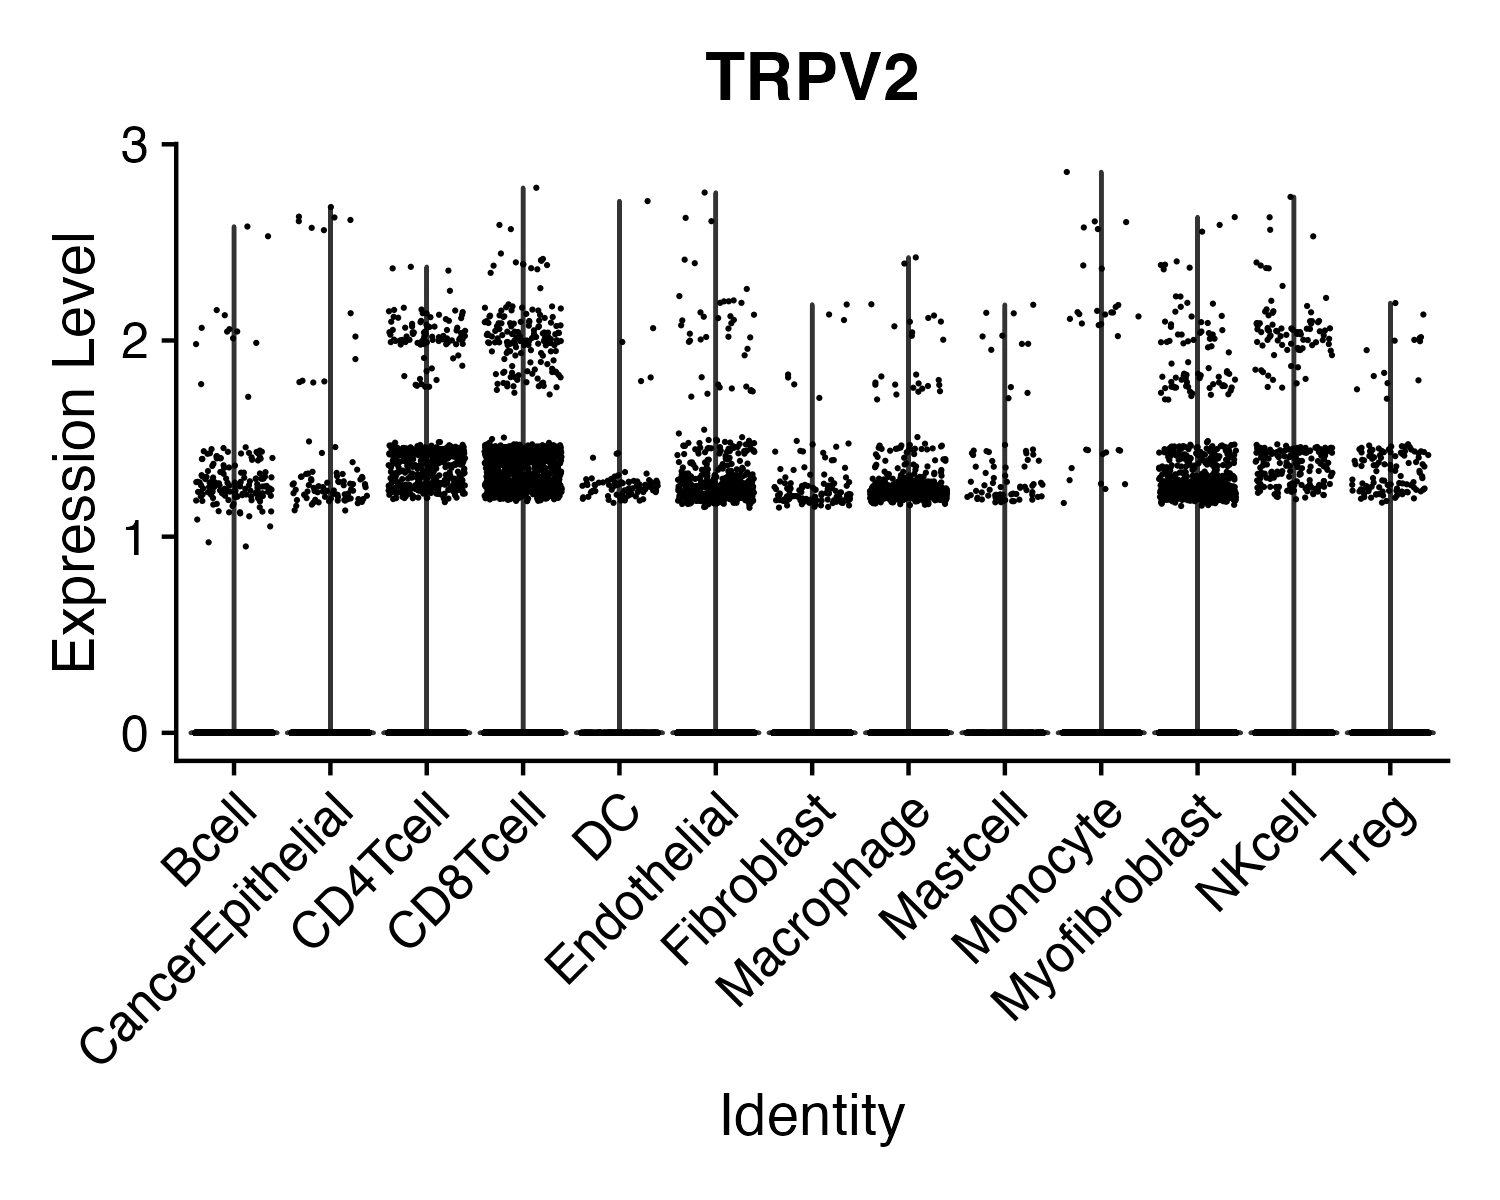 TRPV2
Expression Level
3
2
1
0
Bcell
CancerEpithelial
CD4Tcell
CD8Tcell
DC
Endothelial
Fibroblast
Macrophage
Mastcell
Monocyte
Myofibroblast
NKcell
Treg
Identity